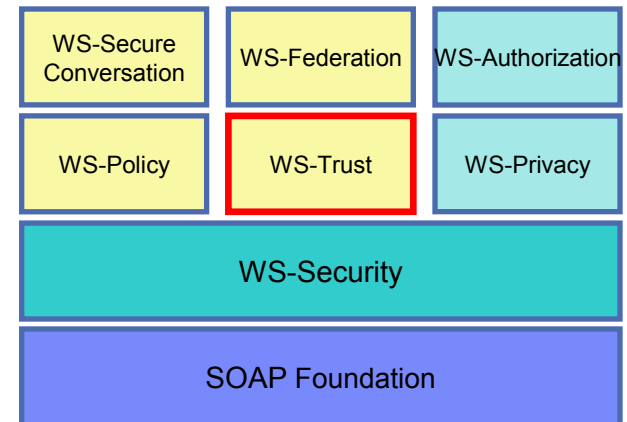 WS-Secure
Conversation
WS-Federation
WS-Authorization
WS-Policy
WS-Trust
WS-Privacy
WS-Security
SOAP Foundation